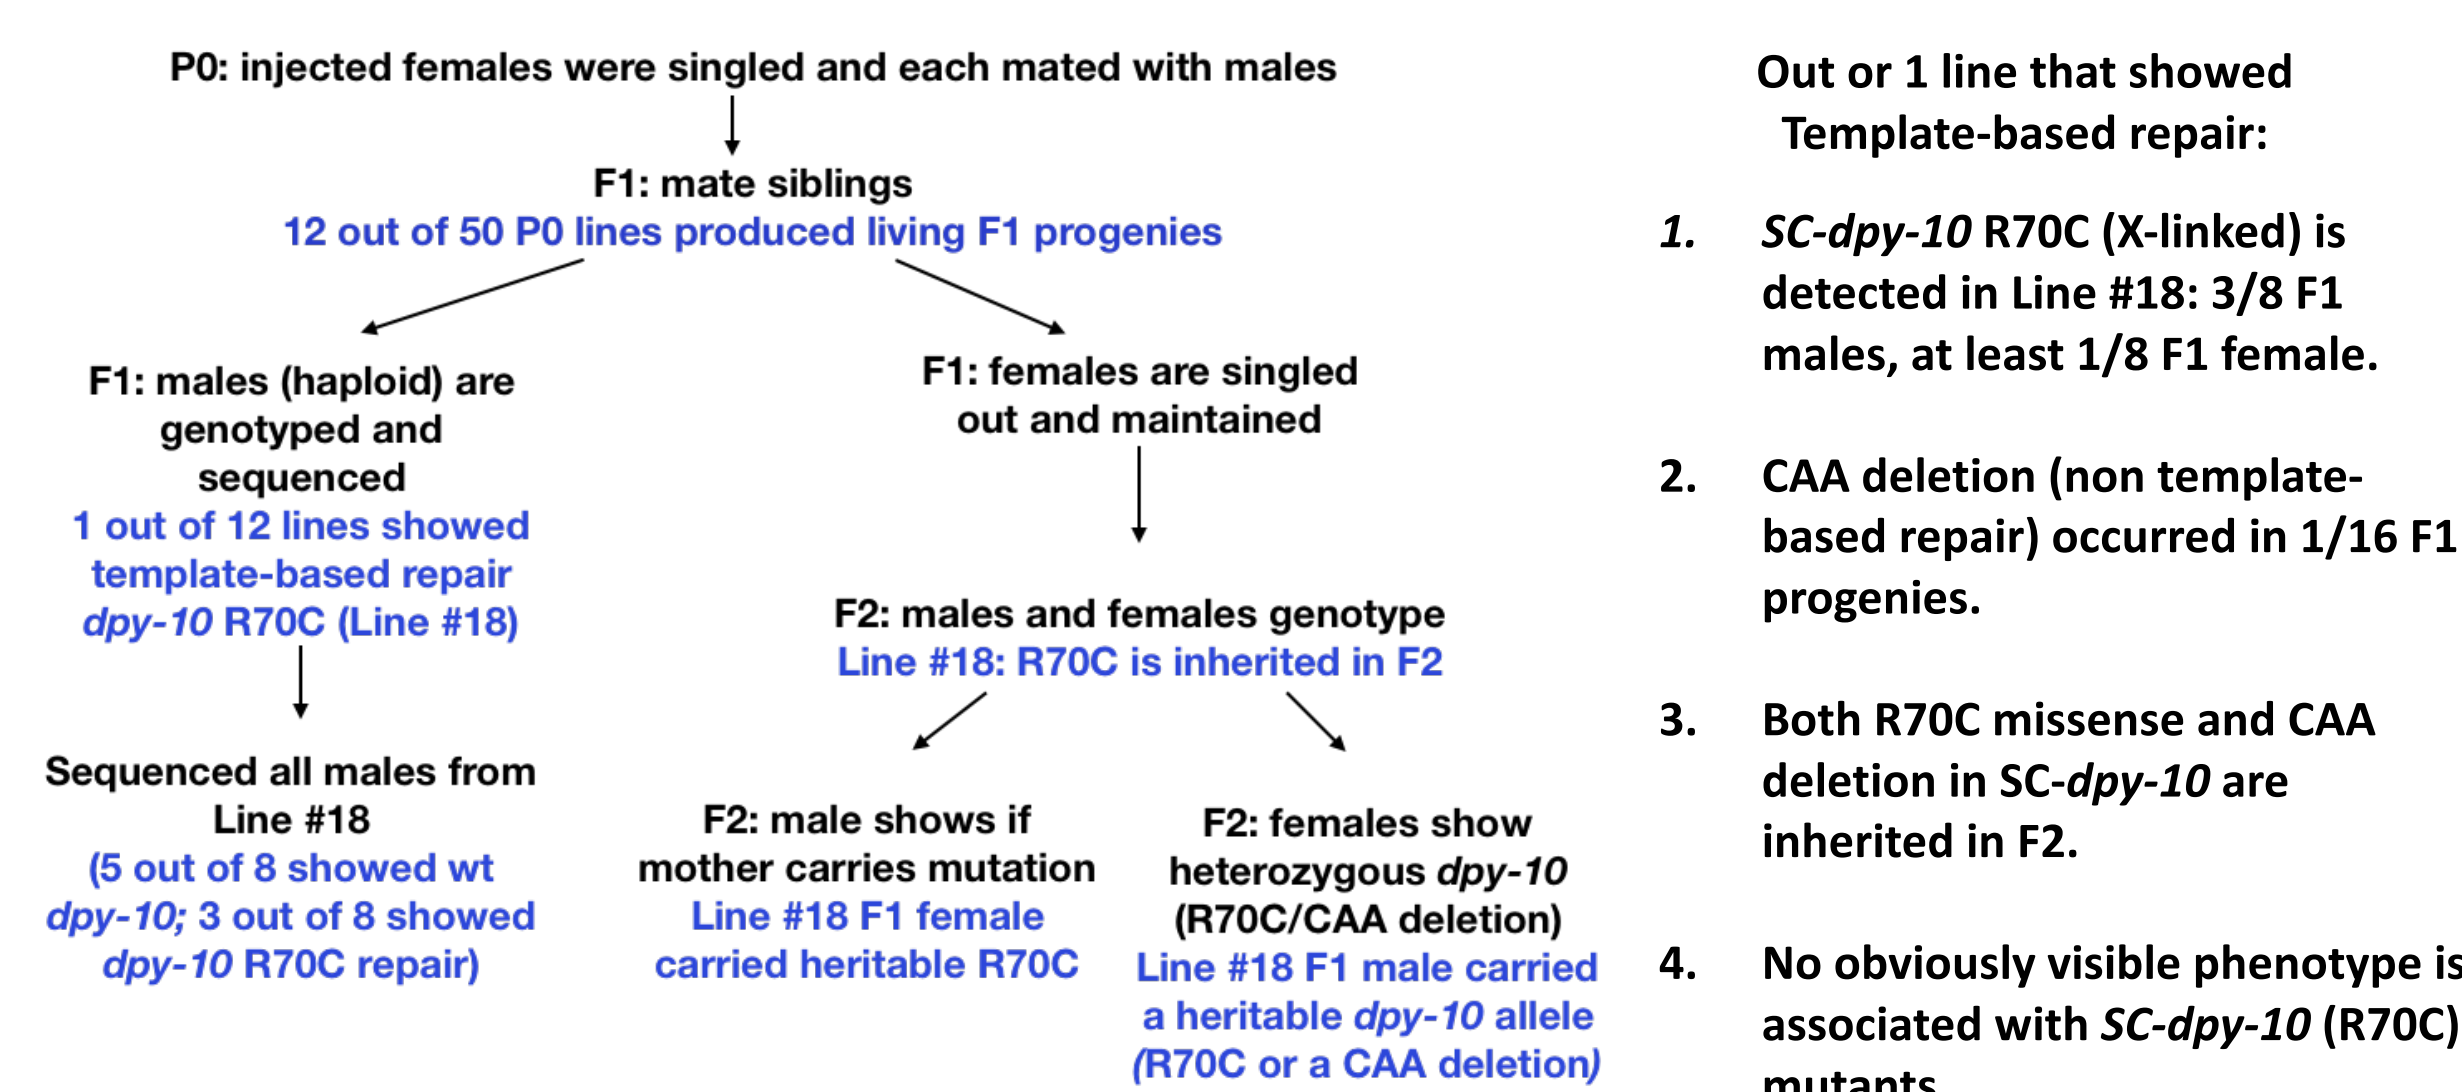 P0: injected females were singled and each mated with males
F1: mate siblings
12 out of 50 P0 lines produced living F1 progenies
F1: males (haploid) are
genotyped and
sequenced
1 out of 12 lines showed
template-based repair
dpy-10 R70C (Line #18)
Sequenced all males from
Line #18
(5 out of 8 showed wt
dpy-10; 3 out of 8 showed
dpy-10 R70C repair)
F1: females are singled
out and maintained
F2: males and females genotype
Line #18: R70C is inherited in F2
F2: male shows if
mother carries mutation
Line #18 F1 female
carried heritable R70C
F2: females show
heterozygous dpy-10
(R70C/CAA deletion)
Line #18 F1 male carried
a heritable dpy-10 allele
(R70C or a CAA deletion)
Out or 1 line that showed
Template-based repair:
1. SC-dpy-10 R70C (X-linked) is
detected in Line #18: 3/8 F1
males, at least 1/8 F1 female.
2. CAA deletion (non template-
based repair) occurred in 1/16 F1
progenies.
3. Both R70C missense and CAA
deletion in SC-dpy-10 are
inherited in F2.
4. No obviously visible phenotype is
associated with SC-dpy-10 (R70C)
mutants